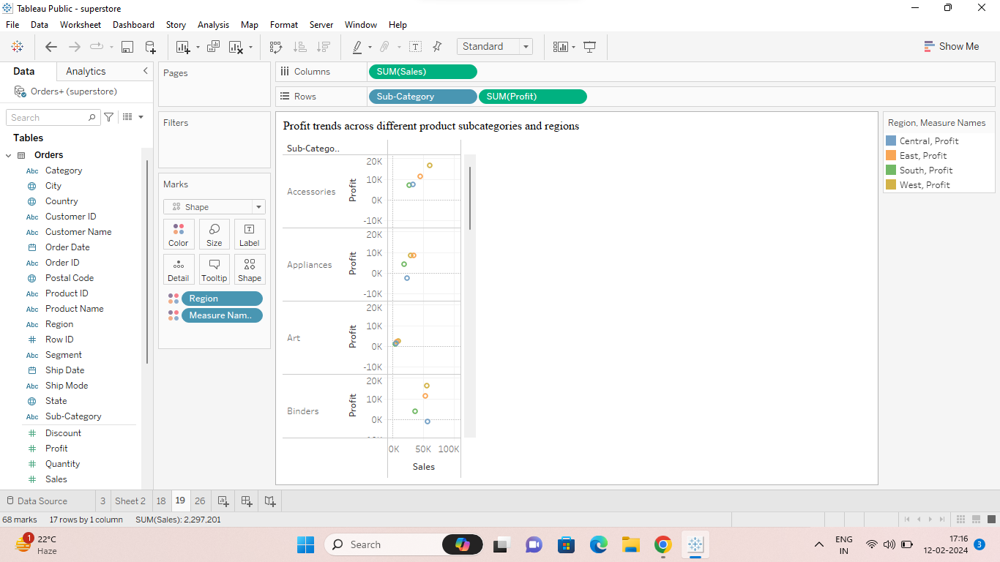 Tableau Public - superstore
File Data Worksheet Dashboard Story Analysis Map Format Server Window Help
Standard
Show Me
Data Analytics
Orders+ (superstore)
Search
Tables
Orders
Abc Category
City
Country
Abc Customer ID
Abc Customer Name
Order Date
Abc Order ID
Postal Code
Abc Product ID
Abc Product Name
Abc Region
# Row ID
Abc Segment
Ship Date
Abc Ship Mode
State
Abc Sub-Category
# Discount
# Profit
# Quantity
# Sales
Pages
Filters
Marks
Shape
Color Size Label
Detail Tooltip Shape
Region
Measure Nam..
Columns SUM(Sales)
Rows Sub-Category SUM(Profit)
Profit trends across different product subcategories and regions
Sub-Catego..
Accessories
Profit
20K
10K
0K
-10K
Appliances
Profit
20K
10K
0K
-10K
Art
Profit
20K
10K
0K
-10K
Binders
Profit
20K
10K
0K
0K 50K 100K
Sales
Region, Measure Names
Central, Profit
East, Profit
South, Profit
West, Profit
Data Source 3 Sheet 2 18 19 26
68 marks 17 rows by 1 column SUM(Sales): 2,297,201
1
22°C
Haze
Search
ENG
IN
17:16
12-02-2024
3